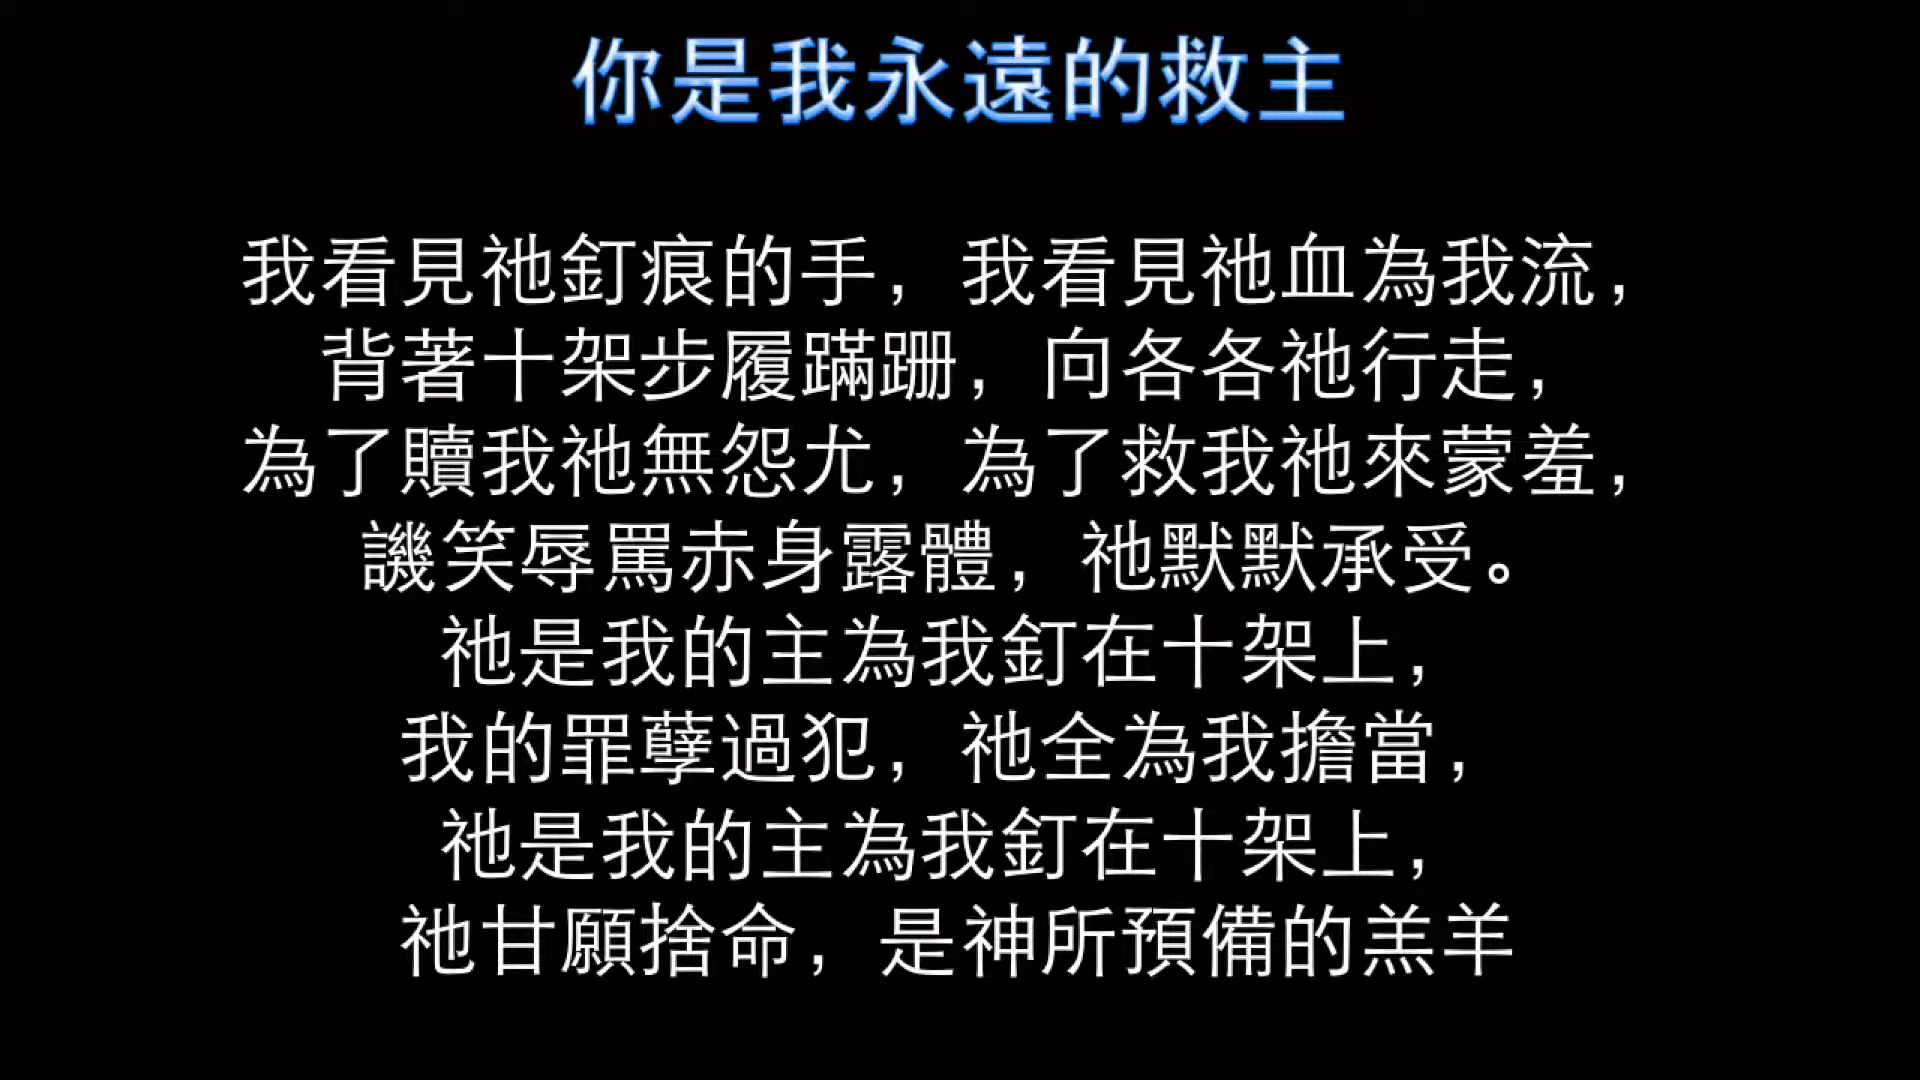 你是我永遠的救主
我看見祂釘痕的手，我看見祂血為我流，
背著十架步履蹣跚，向各各祂行走，
為了贖我祂無怨尤，為了救我祂來蒙羞，
譏笑辱罵赤身露體，祂默默承受。
祂是我的主為我釘在十架上，
我的罪孽過犯，祂全為我擔當，
祂是我的主為我釘在十架上，
祂甘願捨命，是神所預備的羔羊